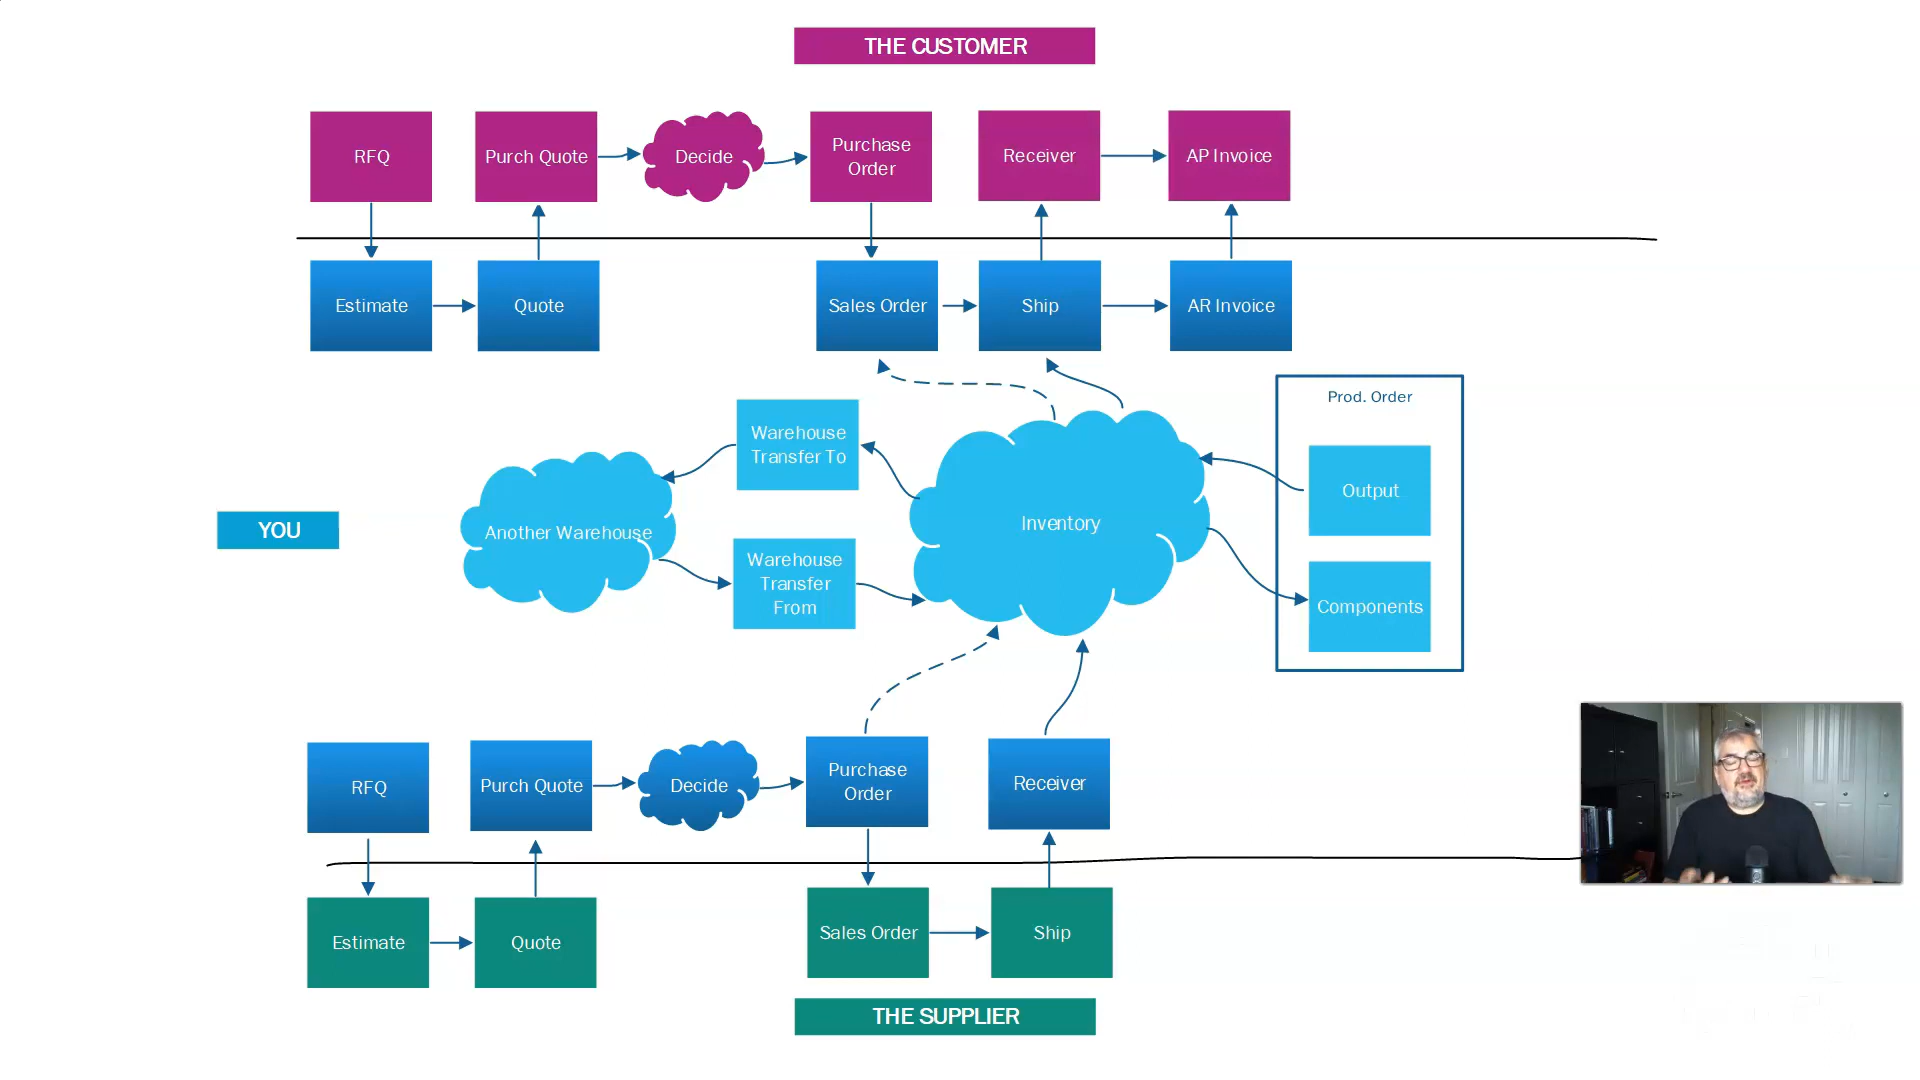 THE CUSTOMER
RFQ
Purch Quote
Decide
Purchase
Order
Receiver
AP Invoice
Estimate
Quote
Sales Order
Ship
AR Invoice
Prod. Order
Warehouse
Transfer To
Output
Inventory
YOU
Another Warehouse
Warehouse
Transfer
From
Components
RFQ
Purch Quote
Decide
Purchase
Order
Receiver
Estimate
Quote
Sales Order
Ship
THE SUPPLIER